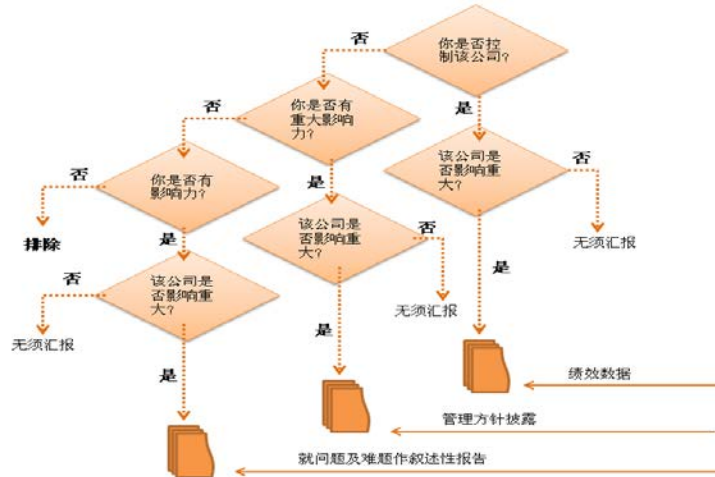 否
你是否控
制该公司？
否
你是否有
重大影响
力？
是
否
你是否有
影响力？
是
该公司是
否影响重
大？
否
排除
是
该公司是
否影响重
大？
否
无须汇报
否
该公司是
否影响重
大？
是
无须汇报
无须汇报
是
是
绩效数据
管理方针披露
就问题及难题作叙述性报告